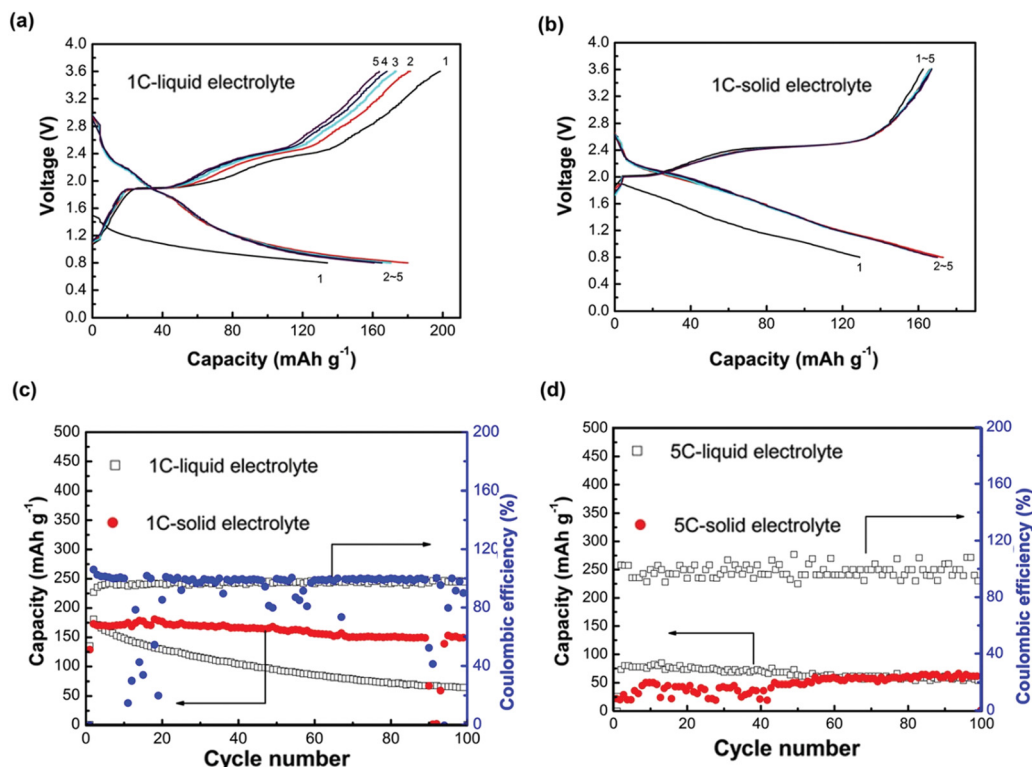 (a)
1C-liquid electrolyte
Voltage (V)
4.0
3.6
3.2
2.8
2.4
2.0
1.6
1.2
0.8
0.4
0.0
5 4 3 2 1
1
2~5
0 40 80 120 160 200
Capacity (mAh g⁻¹)
(b)
1C-solid electrolyte
Voltage (V)
4.0
3.6
3.2
2.8
2.4
2.0
1.6
1.2
0.8
0.4
0.0
1~5
1
2~5
0 40 80 120 160
Capacity (mAh g⁻¹)
(c)
1C-liquid electrolyte
1C-solid electrolyte
Capacity (mAh g⁻¹)
500
450
400
350
300
250
200
150
100
50
0
200
160
120
80
40
0
Coulombic efficiency (%)
0 20 40 60 80 100
Cycle number
(d)
5C-liquid electrolyte
5C-solid electrolyte
Capacity (mAh g⁻¹)
500
450
400
350
300
250
200
150
100
50
0
200
160
120
80
40
0
Coulombic efficiency (%)
0 20 40 60 80 100
Cycle number